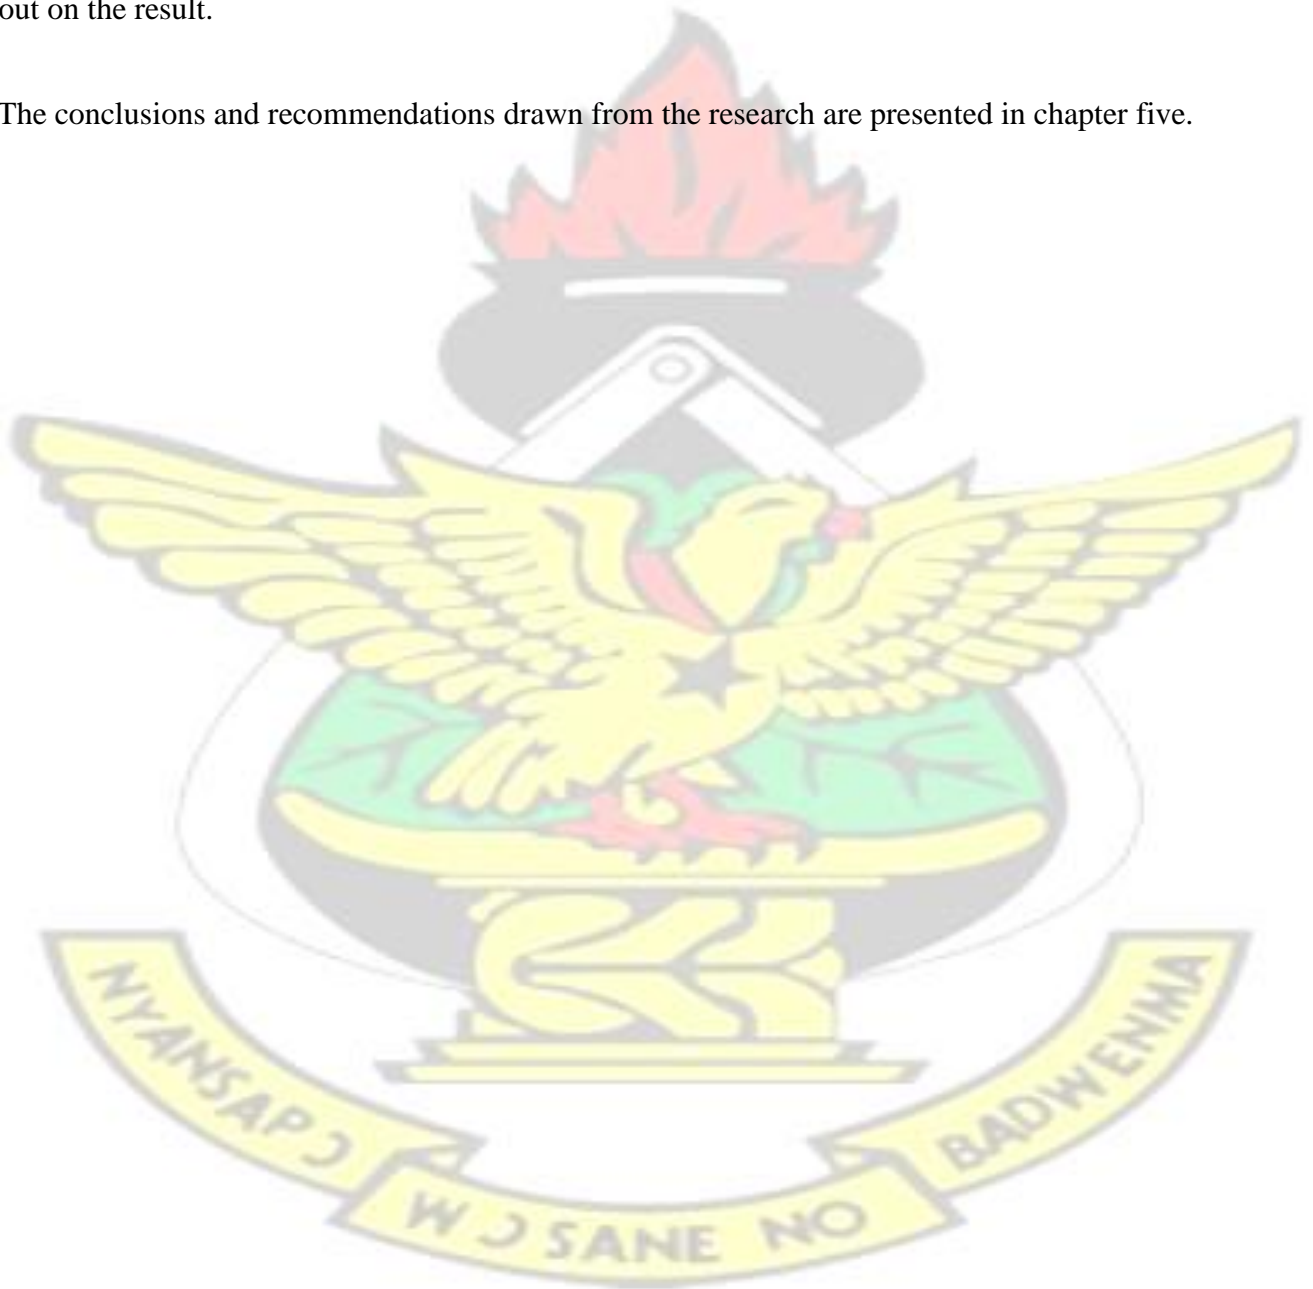 out on the result.
The conclusions and recommendations drawn from the research are presented in chapter five.
NYANSAPƆ
WƆSANE NO
BADWENMA